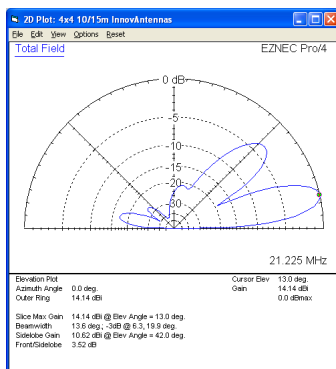 2D Plot: 4x4 10/15m InnovAntennas
File Edit View Options Reset
Total Field
EZNEC Pro/4
0 dB
-5
-10
-15
-20
-30
21.225 MHz
Elevation Plot
Azimuth Angle 0.0 deg.
Outer Ring 14.14 dBi
Cursor Elev 13.0 deg.
Gain 14.14 dBi
0.0 dBmax
Slice Max Gain 14.14 dBi @ Elev Angle = 13.0 deg.
Beamwidth 13.6 deg.; -3dB @ 6.3, 19.9 deg.
Sidelobe Gain 10.62 dBi @ Elev Angle = 42.0 deg.
Front/Sidelobe 3.52 dB